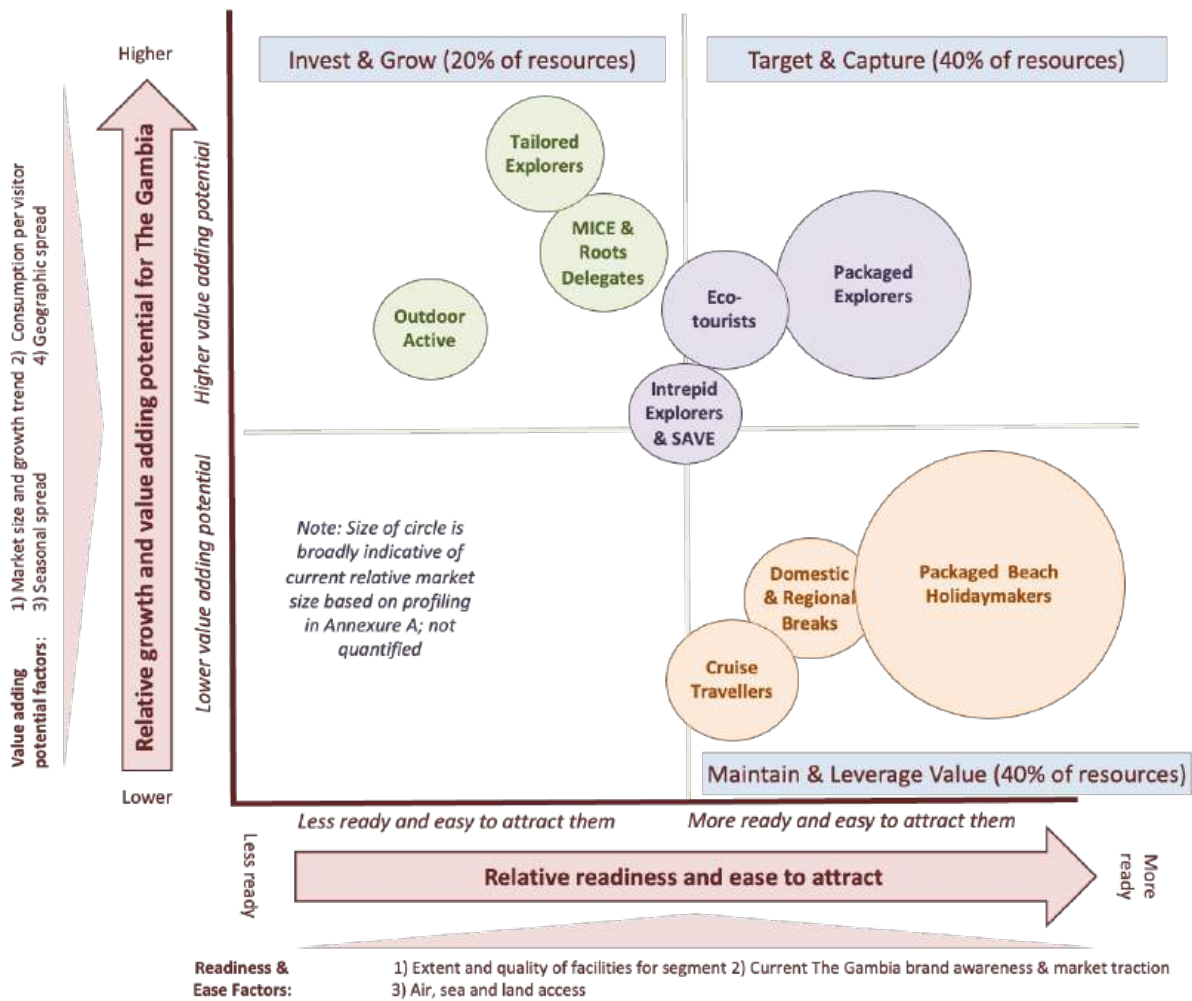 Higher
Invest & Grow (20% of resources)
Target & Capture (40% of resources)
Value adding
potential factors:
1) Market size and growth trend 2) Consumption per visitor
3) Seasonal spread
4) Geographic spread
Relative growth and value adding potential for The Gambia
Higher value adding potential
Lower value adding potential
Tailored
Explorers
MICE &
Roots
Delegates
Outdoor
Active
Eco-
tourists
Packaged
Explorers
Intrepid
Explorers
& SAVE
Note: Size of circle is
broadly indicative of
current relative market
size based on profiling
in Annexure A; not
quantified
Domestic
& Regional
Breaks
Packaged Beach
Holidaymakers
Cruise
Travellers
Maintain & Leverage Value (40% of resources)
Lower
Less ready and easy to attract them
More ready and easy to attract them
Less ready
Relative readiness and ease to attract
More
ready
Readiness &
Ease Factors:
1) Extent and quality of facilities for segment 2) Current The Gambia brand awareness & market traction
3) Air, sea and land access